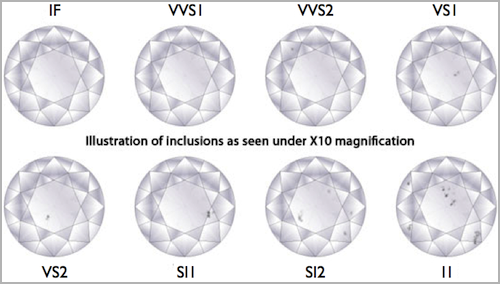 IF VVS1 VVS2 VS1
Illustration of inclusions as seen under X10 magnification
VS2 SI1 SI2 I1